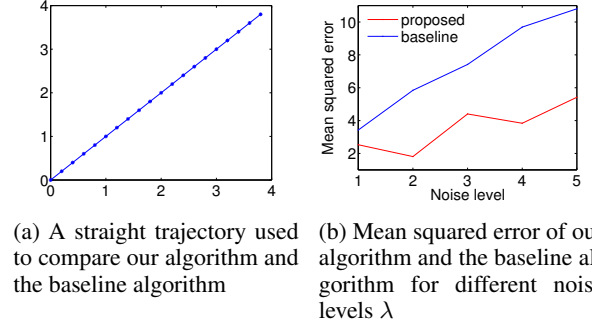 4
3
2
1
0
0 1 2 3 4
(a) A straight trajectory used
to compare our algorithm and
the baseline algorithm
Mean squared error
10
8
6
4
2
proposed
baseline
1 2 3 4 5
Noise level
(b) Mean squared error of ou
algorithm and the baseline al
gorithm for different nois
levels λ